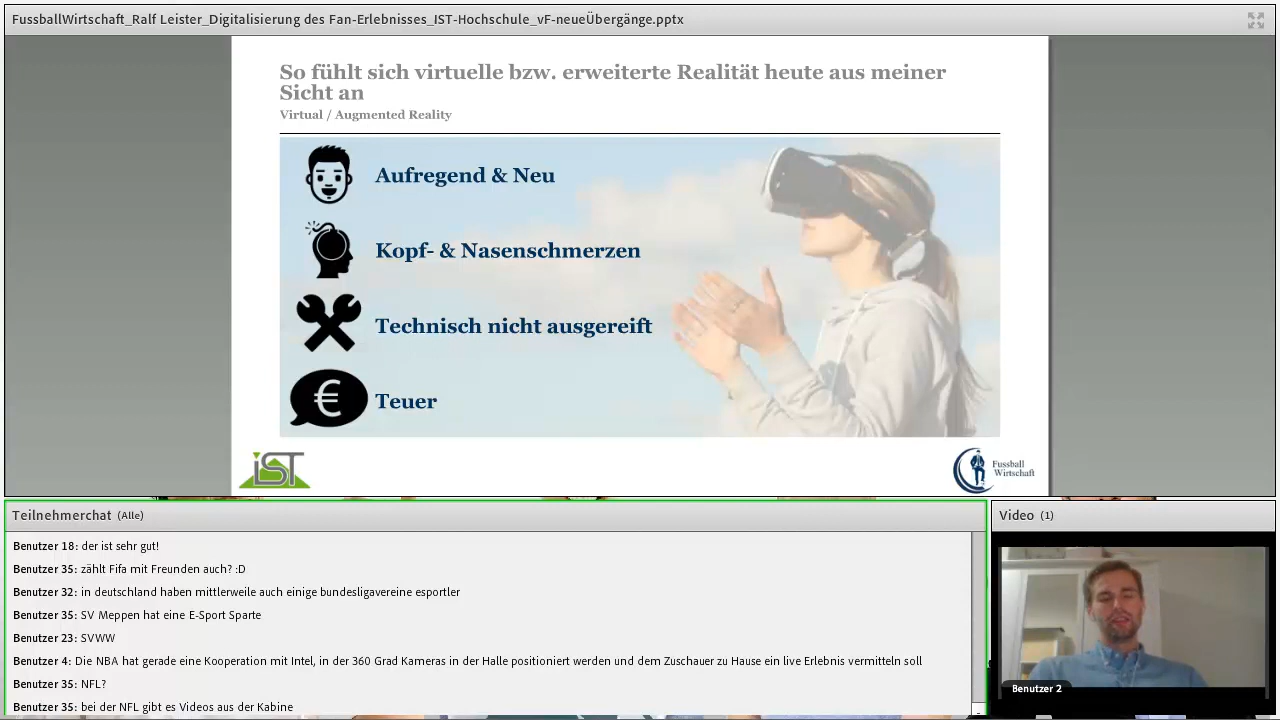 FussballWirtschaft_Ralf Leister_Digitalisierung des Fan-Erlebnisses_IST-Hochschule_vF-neueÜbergänge.pptx
So fühlt sich virtuelle bzw. erweiterte Realität heute aus meiner
Sicht an
Virtual / Augmented Reality
Aufregend & Neu
Kopf- & Nasenschmerzen
Technisch nicht ausgereift
€
Teuer
iST
Fussball
Wirtschaft
Teilnehmerchat (Alle)
Benutzer 18: der ist sehr gut!
Benutzer 35: zählt Fifa mit Freunden auch? :D
Benutzer 32: in deutschland haben mittlerweile auch einige bundesligavereine esportler
Benutzer 35: SV Meppen hat eine E-Sport Sparte
Benutzer 23: SVWW
Benutzer 4: Die NBA hat gerade eine Kooperation mit Intel, in der 360 Grad Kameras in der Halle positioniert werden und dem Zuschauer zu Hause ein live Erlebnis vermitteln soll
Benutzer 35: NFL?
Benutzer 35: bei der NFL gibt es Videos aus der Kabine
Video (1)
Benutzer 2